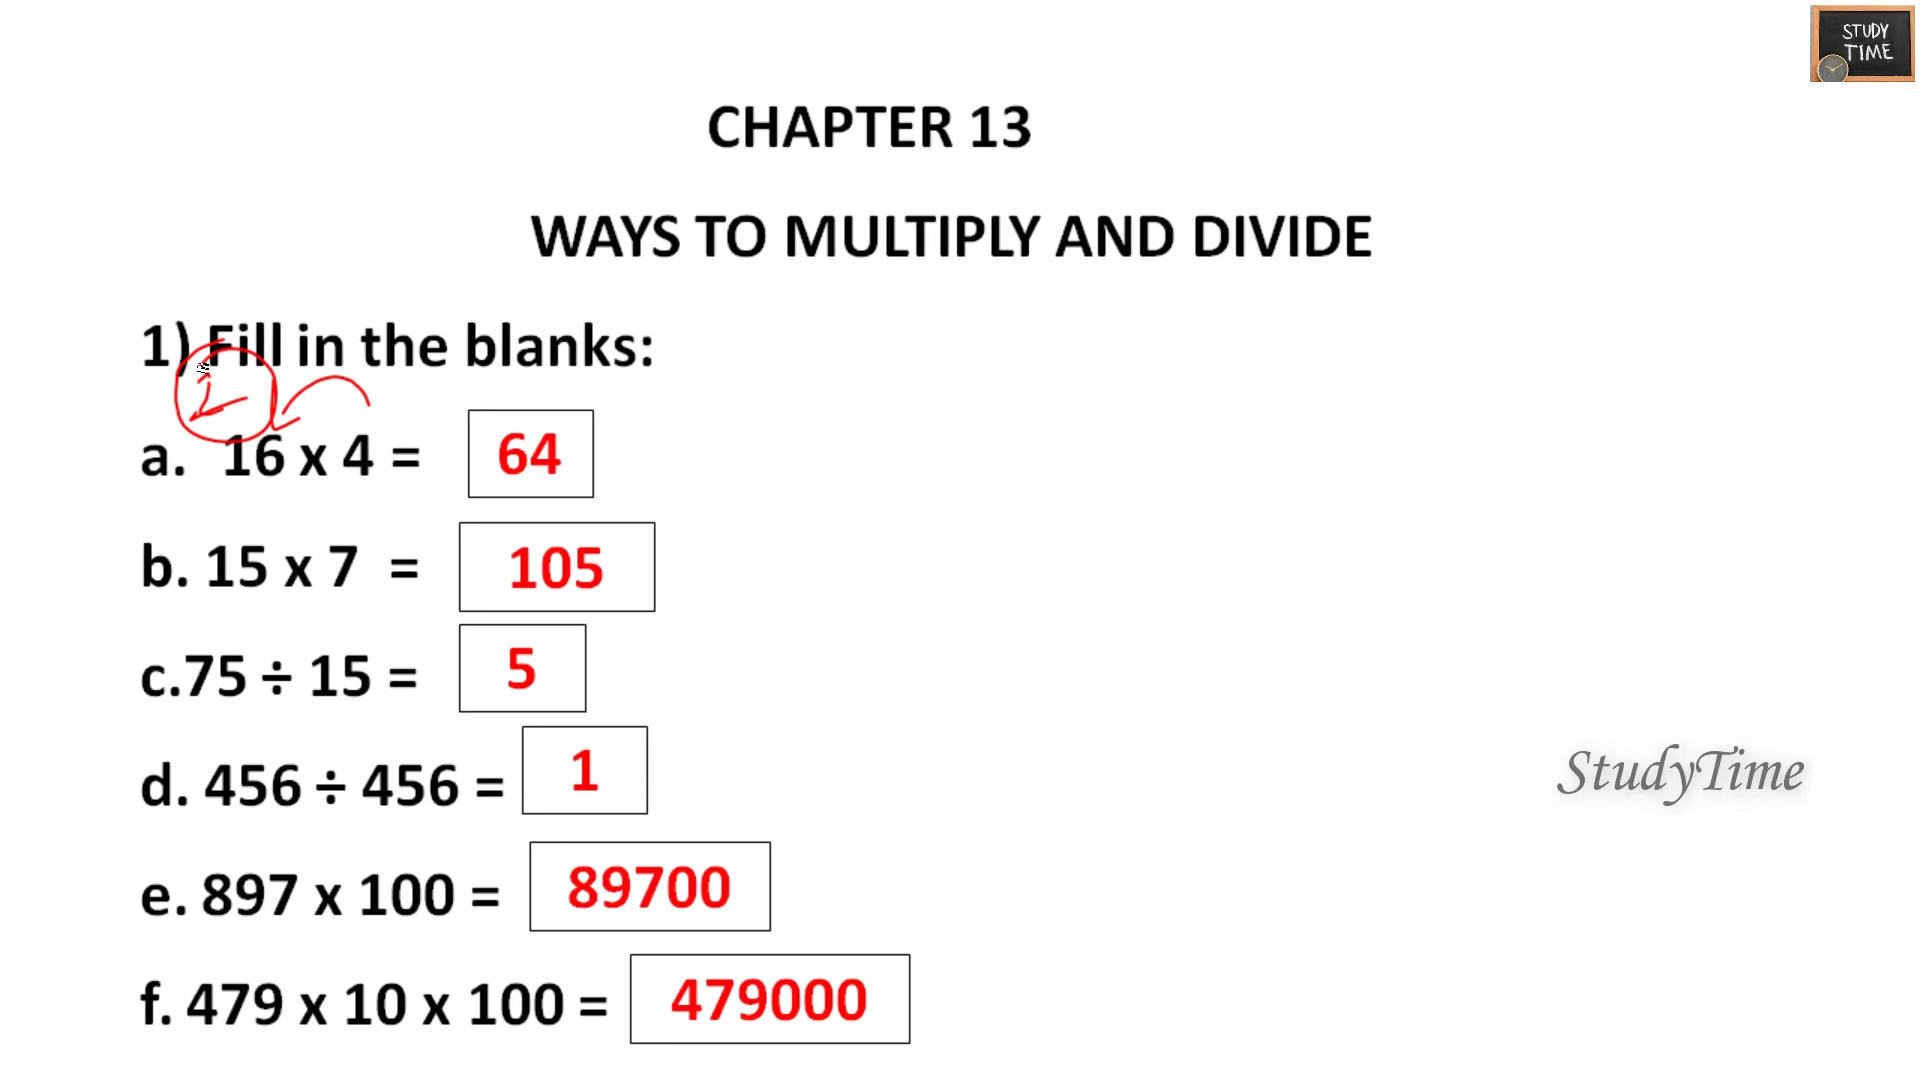 STUDY
TIME
CHAPTER 13
WAYS TO MULTIPLY AND DIVIDE
1) Fill in the blanks:
2
a. 16 x 4 = 64
b. 15 x 7 = 105
c.75 ÷ 15 = 5
d. 456 ÷ 456 = 1
StudyTime
e. 897 x 100 = 89700
f. 479 x 10 x 100 = 479000